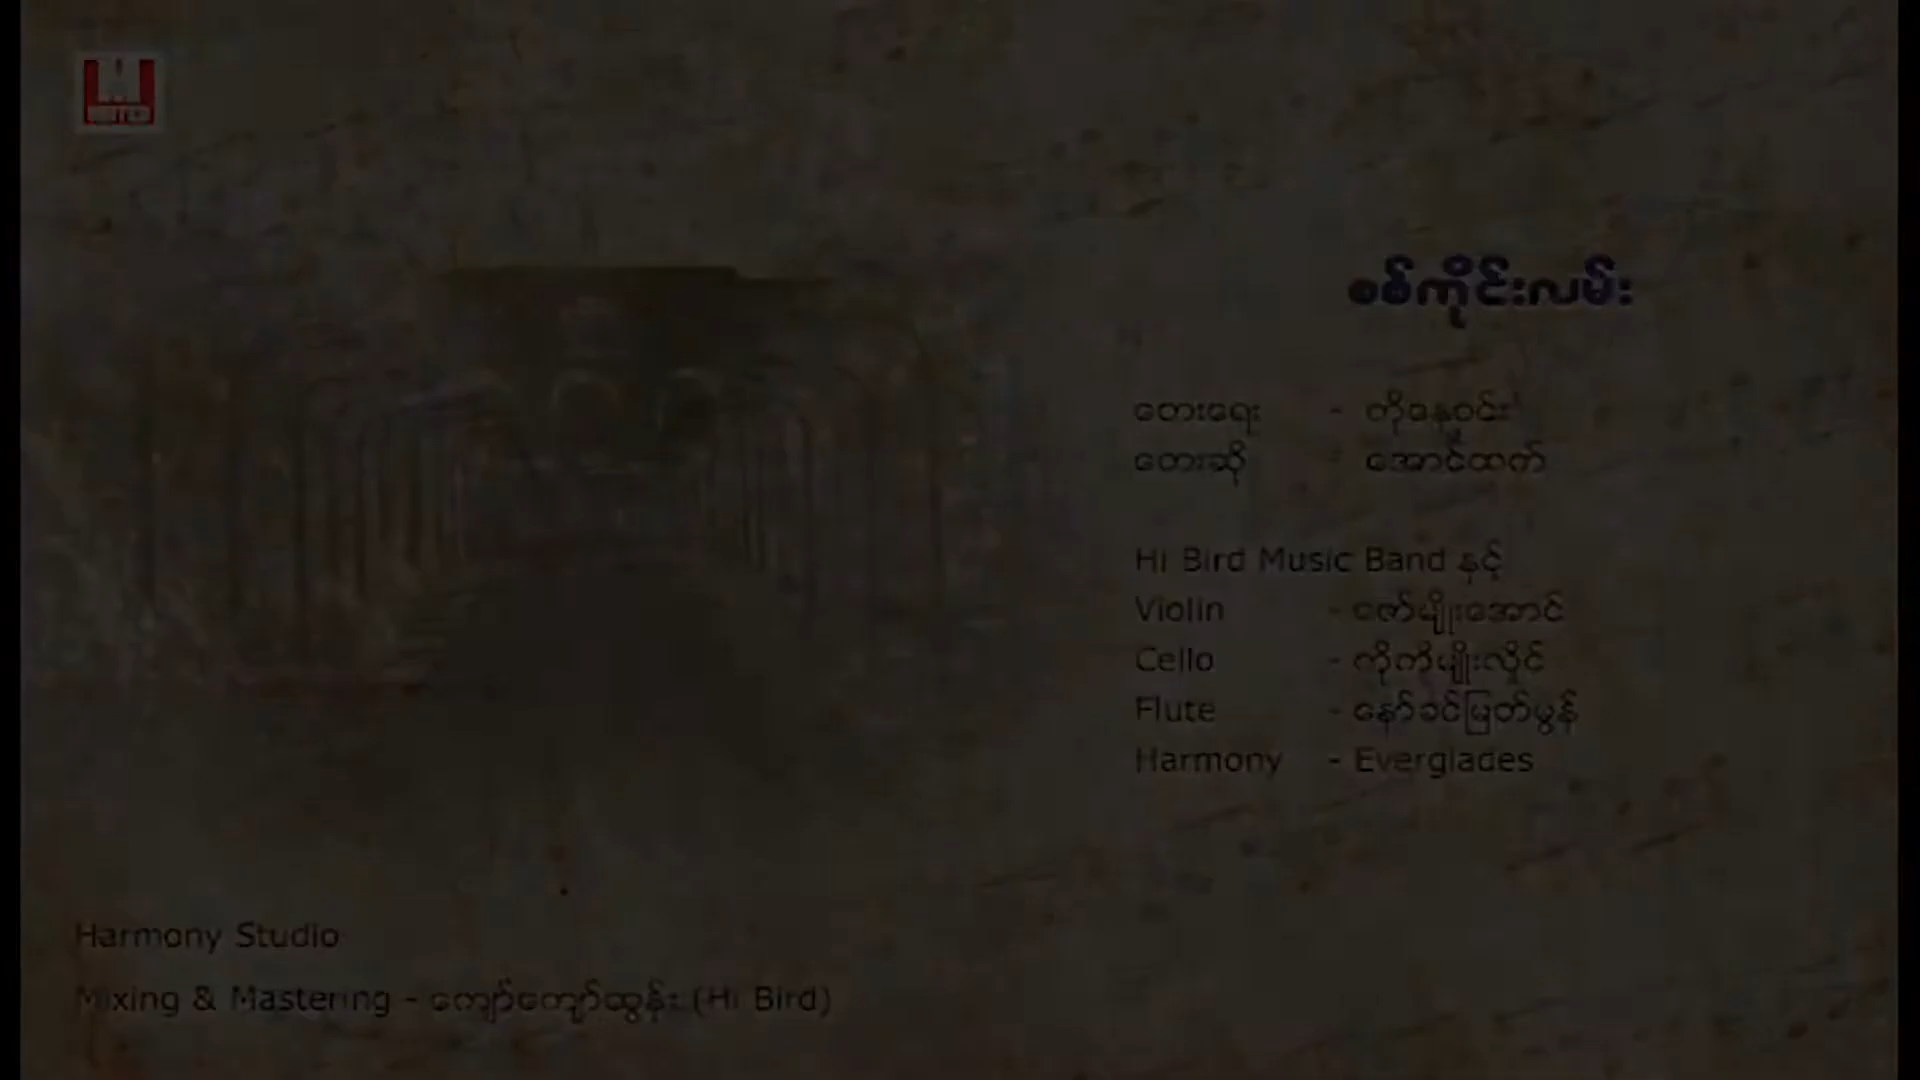 စစ်ကိုင်းလမ်း
တေးရေး - ကိုနေဝင်း
တေးဆို - အောင်ထက်
Hi Bird Music Band နှင့်
Violin - ဇော်မျိုးအောင်
Cello - ကိုကိုမျိုးလှိုင်
Flute - နော်ခင်မြတ်မွန်
Harmony - Everglades
Harmony Studio
Mixing & Mastering - ကျော်ကျော်ထွန်း (Hi Bird)